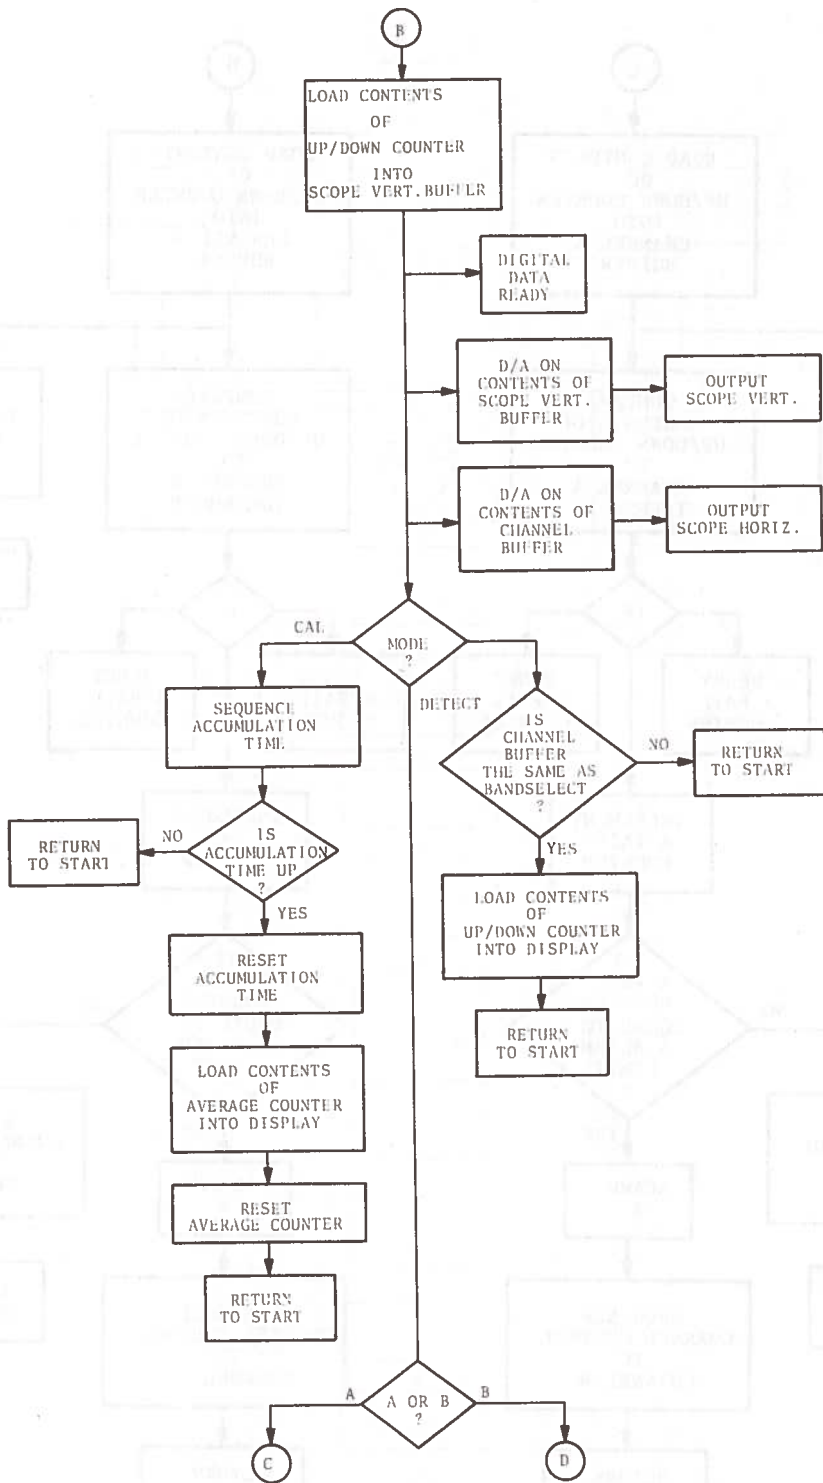 B
LOAD CONTENTS
OF
UP/DOWN COUNTER
INTO
SCOPE VERT.BUFFER
DIGITAL
DATA
READY
D/A ON
CONTENTS OF
SCOPE VERT.
BUFFER
OUTPUT
SCOPE VERT.
D/A ON
CONTENTS OF
CHANNEL
BUFFER
OUTPUT
SCOPE HORIZ.
CAL
MODE
?
DETECT
SEQUENCE
ACCUMULATION
TIME
IS
CHANNEL
BUFFER
THE SAME AS
BANDSELECT
?
NO
RETURN
TO START
IS
ACCUMULATION
TIME UP
?
NO
RETURN
TO START
YES
YES
LOAD CONTENTS
OF
UP/DOWN COUNTER
INTO DISPLAY
RESET
ACCUMULATION
TIME
RETURN
TO START
LOAD CONTENTS
OF
AVERAGE COUNTER
INTO DISPLAY
RESET
AVERAGE COUNTER
RETURN
TO START
A
A OR B
?
B
C
D